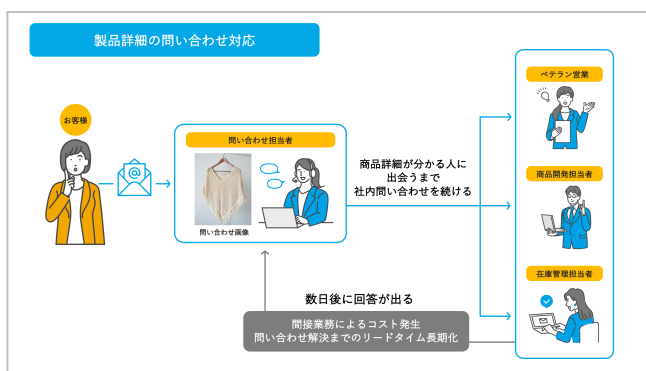 製品詳細の問い合わせ対応
お客様
@
問い合わせ担当者
問い合わせ画像
商品詳細が分かる人に
出会うまで
社内問い合わせを続ける
ベテラン営業
商品開発担当者
在庫管理担当者
数日後に回答が出る
間接業務によるコスト発生
問い合わせ解決までのリードタイム長期化